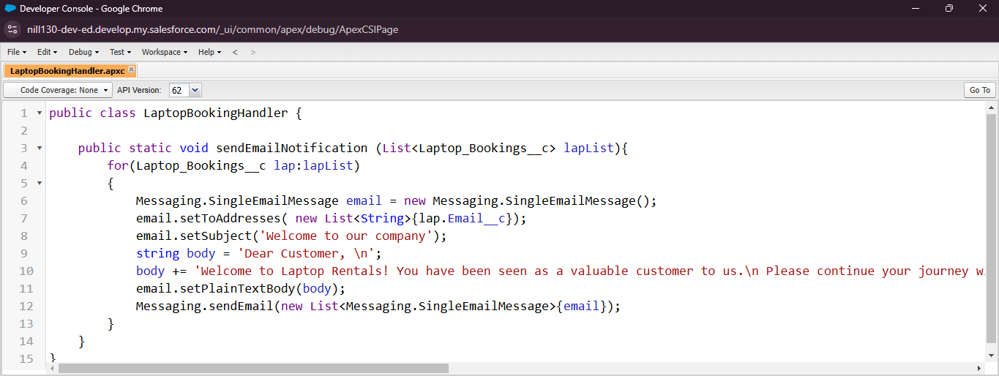 Developer Console - Google Chrome
nill130-dev-ed.develop.my.salesforce.com/_ui/common/apex/debug/ApexCSIPage
File Edit Debug Test Workspace Help < >
LaptopBookingHandler.apxc
Code Coverage: None API Version: 62 Go To
1 public class LaptopBookingHandler {
2
3 public static void sendEmailNotification (List<Laptop_Bookings__c> lapList){
4 for(Laptop_Bookings__c lap:lapList)
5 {
6 Messaging.SingleEmailMessage email = new Messaging.SingleEmailMessage();
7 email.setToAddresses( new List<String>{lap.Email__c});
8 email.setSubject('Welcome to our company');
9 string body = 'Dear Customer, \n';
10 body += 'Welcome to Laptop Rentals! You have been seen as a valuable customer to us.\n Please continue your journey
11 email.setPlainTextBody(body);
12 Messaging.sendEmail(new List<Messaging.SingleEmailMessage>{email});
13 }
14 }
15 }